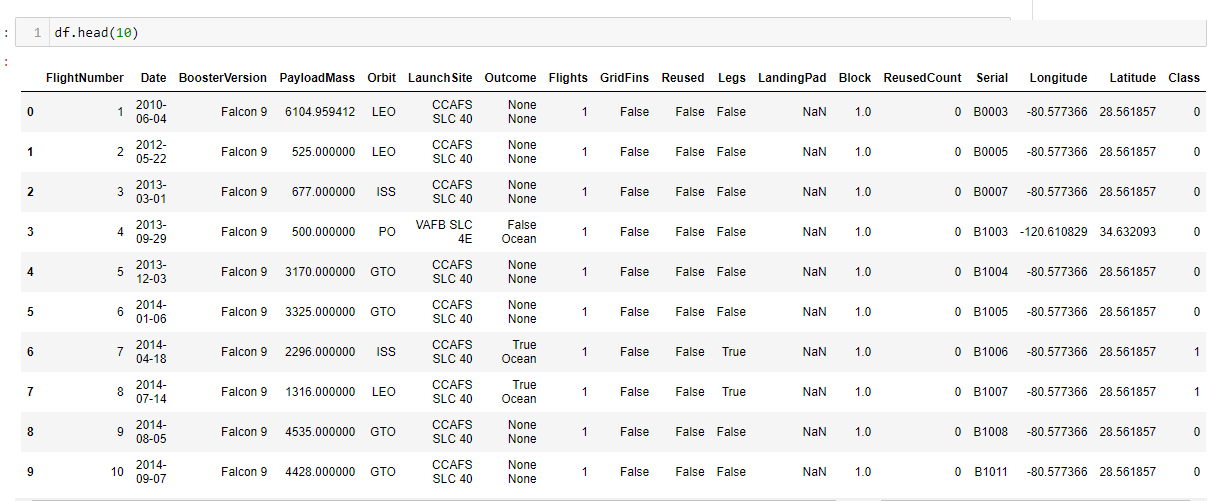 : 1 df.head(10)
:
FlightNumber Date BoosterVersion PayloadMass Orbit LaunchSite Outcome Flights GridFins Reused Legs LandingPad Block ReusedCount Serial Longitude Latitude Class
0 1 2010-06-04 Falcon 9 6104.959412 LEO CCAFS SLC 40 None None 1 False False False NaN 1.0 0 B0003 -80.577366 28.561857 0
1 2 2012-05-22 Falcon 9 525.000000 LEO CCAFS SLC 40 None None 1 False False False NaN 1.0 0 B0005 -80.577366 28.561857 0
2 3 2013-03-01 Falcon 9 677.000000 ISS CCAFS SLC 40 None None 1 False False False NaN 1.0 0 B0007 -80.577366 28.561857 0
3 4 2013-09-29 Falcon 9 500.000000 PO VAFB SLC 4E False Ocean 1 False False False NaN 1.0 0 B1003 -120.610829 34.632093 0
4 5 2013-12-03 Falcon 9 3170.000000 GTO CCAFS SLC 40 None None 1 False False False NaN 1.0 0 B1004 -80.577366 28.561857 0
5 6 2014-01-06 Falcon 9 3325.000000 GTO CCAFS SLC 40 None None 1 False False False NaN 1.0 0 B1005 -80.577366 28.561857 0
6 7 2014-04-18 Falcon 9 2296.000000 ISS CCAFS SLC 40 True Ocean 1 False False True NaN 1.0 0 B1006 -80.577366 28.561857 1
7 8 2014-07-14 Falcon 9 1316.000000 LEO CCAFS SLC 40 True Ocean 1 False False True NaN 1.0 0 B1007 -80.577366 28.561857 1
8 9 2014-08-05 Falcon 9 4535.000000 GTO CCAFS SLC 40 None None 1 False False False NaN 1.0 0 B1008 -80.577366 28.561857 0
9 10 2014-09-07 Falcon 9 4428.000000 GTO CCAFS SLC 40 None None 1 False False False NaN 1.0 0 B1011 -80.577366 28.561857 0